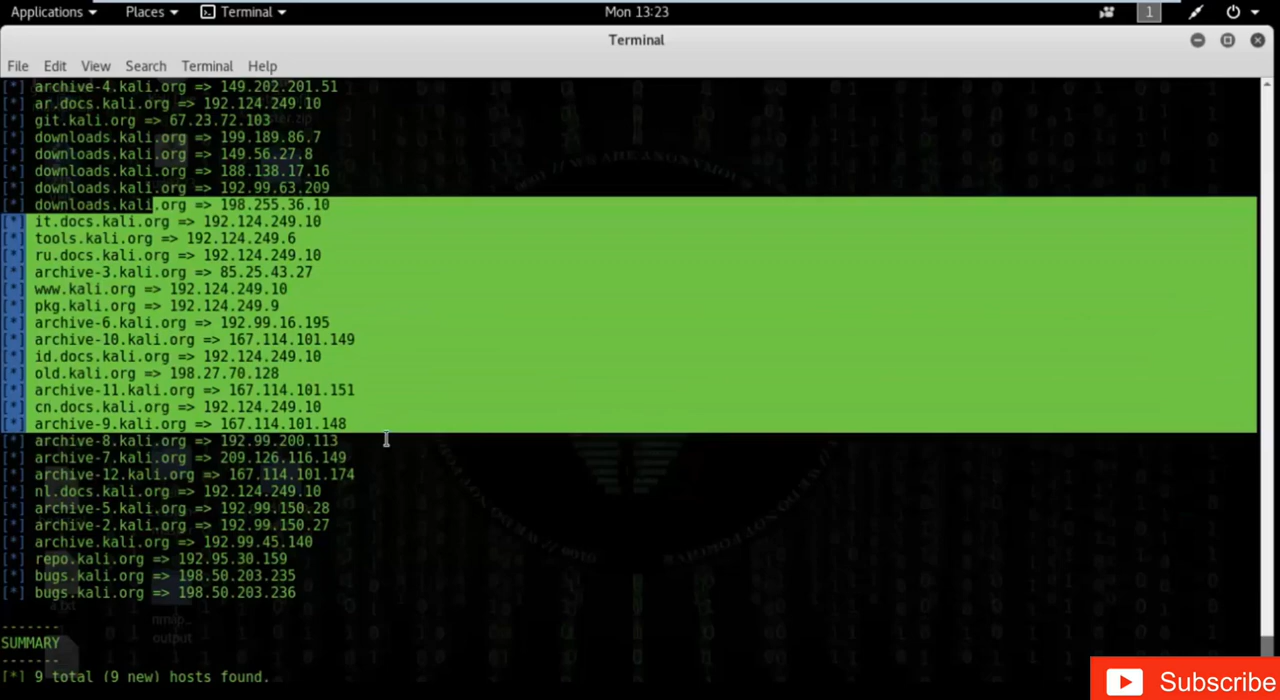 Applications Places Terminal Mon 13:23 1
Terminal
File Edit View Search Terminal Help
[*] archive-4.kali.org => 149.202.201.51
[*] ar.docs.kali.org => 192.124.249.10
[*] git.kali.org => 67.23.72.103
[*] downloads.kali.org => 199.189.86.7
[*] downloads.kali.org => 149.56.27.8
[*] downloads.kali.org => 188.138.17.16
[*] downloads.kali.org => 192.99.63.209
[*] downloads.kali.org => 198.255.36.10
[*] it.docs.kali.org => 192.124.249.10
[*] tools.kali.org => 192.124.249.6
[*] ru.docs.kali.org => 192.124.249.10
[*] archive-3.kali.org => 85.25.43.27
[*] www.kali.org => 192.124.249.10
[*] pkg.kali.org => 192.124.249.9
[*] archive-6.kali.org => 192.99.16.195
[*] archive-10.kali.org => 167.114.101.149
[*] id.docs.kali.org => 192.124.249.10
[*] old.kali.org => 198.27.70.128
[*] archive-11.kali.org => 167.114.101.151
[*] cn.docs.kali.org => 192.124.249.10
[*] archive-9.kali.org => 167.114.101.148
[*] archive-8.kali.org => 192.99.200.113
[*] archive-7.kali.org => 209.126.116.149
[*] archive-12.kali.org => 167.114.101.174
[*] nl.docs.kali.org => 192.124.249.10
[*] archive-5.kali.org => 192.99.150.28
[*] archive-2.kali.org => 192.99.150.27
[*] archive.kali.org => 192.99.45.140
[*] repo.kali.org => 192.95.30.159
[*] bugs.kali.org => 198.50.203.235
[*] bugs.kali.org => 198.50.203.236
a.txt
nmap_
output
-------
SUMMARY
-------
[*] 9 total (9 new) hosts found.
Subscribe